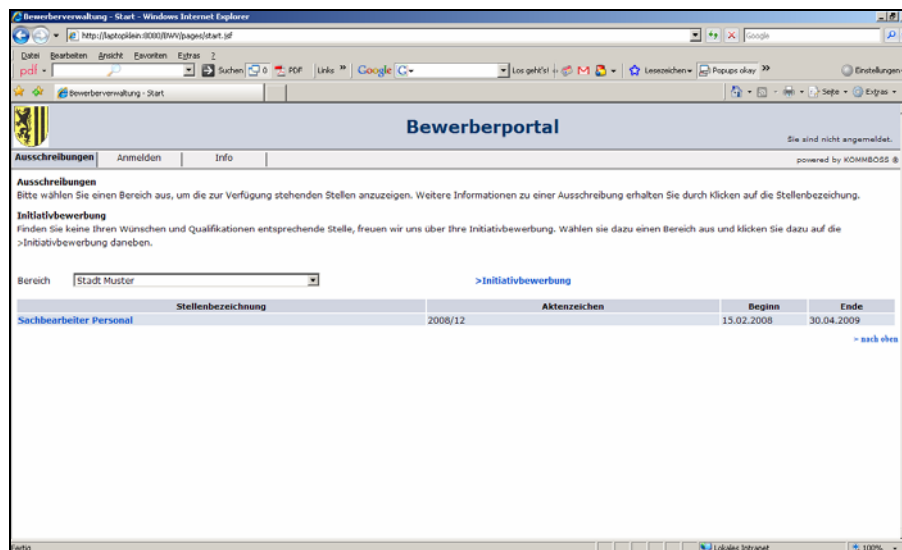 Bewerberverwaltung - Start - Windows Internet Explorer
http://laptopklein:8080/BWV/pages/start.jsf
Google
Datei Bearbeiten Ansicht Favoriten Extras ?
pdf Suchen 0 PDF Links » Google Los geht's! Lesezeichen Popups okay » Einstellungen
Bewerberverwaltung - Start Seite Extras
Bewerberportal
Sie sind nicht angemeldet.
Ausschreibungen Anmelden Info powered by KOMMBOSS ®
Ausschreibungen
Bitte wählen Sie einen Bereich aus, um die zur Verfügung stehenden Stellen anzuzeigen. Weitere Informationen zu einer Ausschreibung erhalten Sie durch Klicken auf die Stellenbezeichung.
Initiativbewerbung
Finden Sie keine Ihren Wünschen und Qualifikationen entsprechende Stelle, freuen wir uns über Ihre Initiativbewerbung. Wählen sie dazu einen Bereich aus und klicken Sie dazu auf die
>Initiativbewerbung daneben.
Bereich Stadt Muster >Initiativbewerbung
Stellenbezeichnung Aktenzeichen Beginn Ende
Sachbearbeiter Personal 2008/12 15.02.2008 30.04.2009
> nach oben
Fertig Lokales Intranet 100%